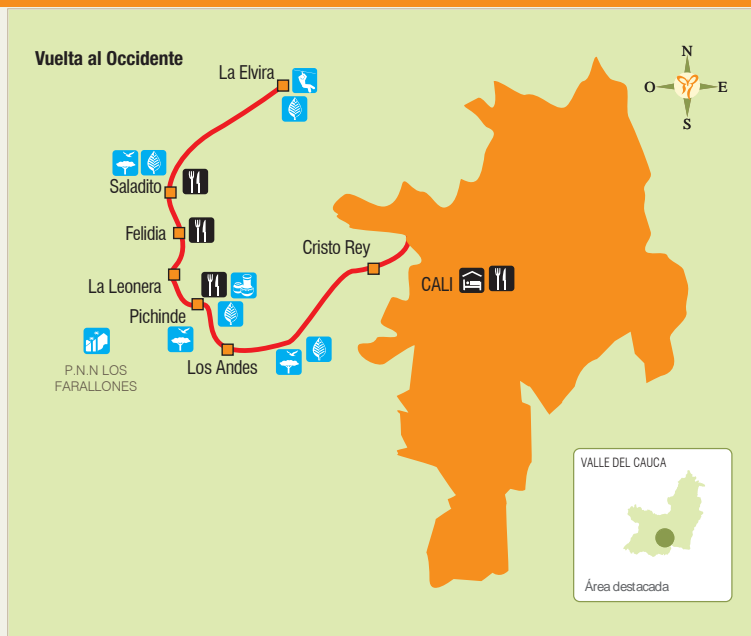 Vuelta al Occidente
N
O
E
S
La Elvira
Saladito
Felidia
Cristo Rey
La Leonera
CALI
Pichinde
Los Andes
P.N.N LOS
FARALLONES
VALLE DEL CAUCA
Área destacada